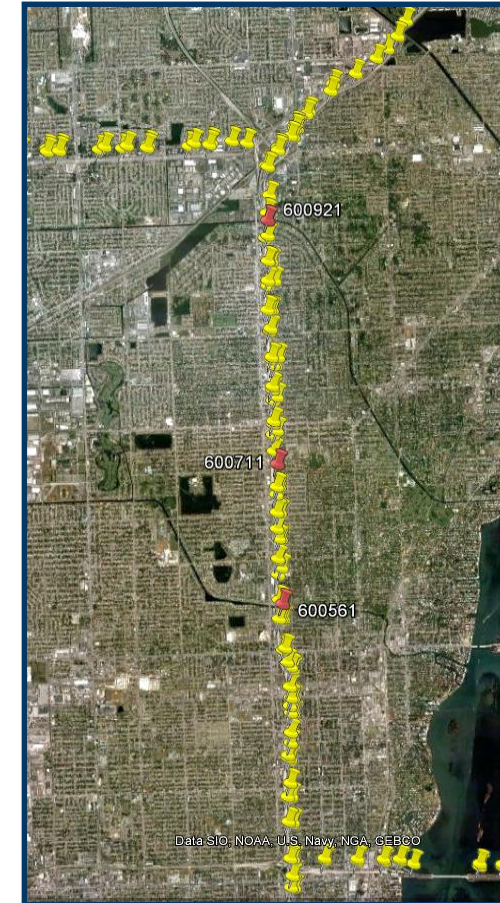 600921
600711
600561
Data SIO, NOAA, U.S. Navy, NGA, GEBCO